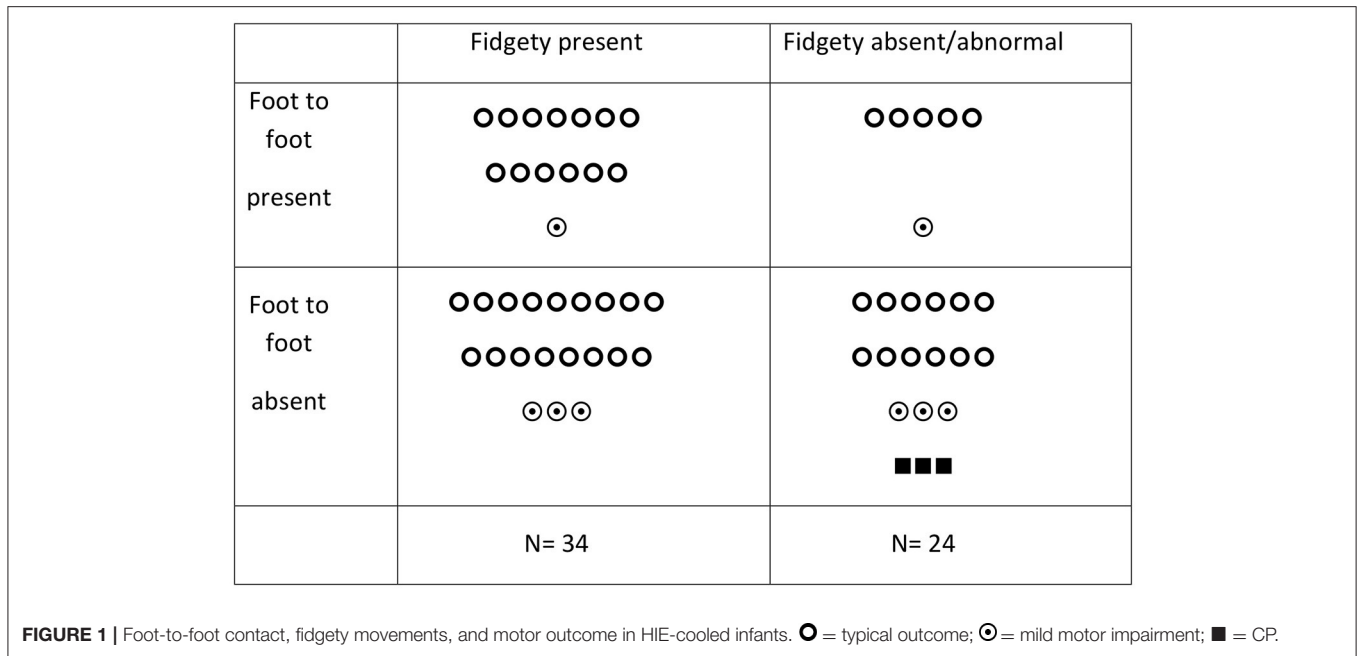 Fidgety present Fidgety absent/abnormal
Foot to
foot
present
Foot to
foot
absent
N= 34 N= 24
FIGURE 1 | Foot-to-foot contact, fidgety movements, and motor outcome in HIE-cooled infants. O = typical outcome; ⊙ = mild motor impairment; ■ = CP.